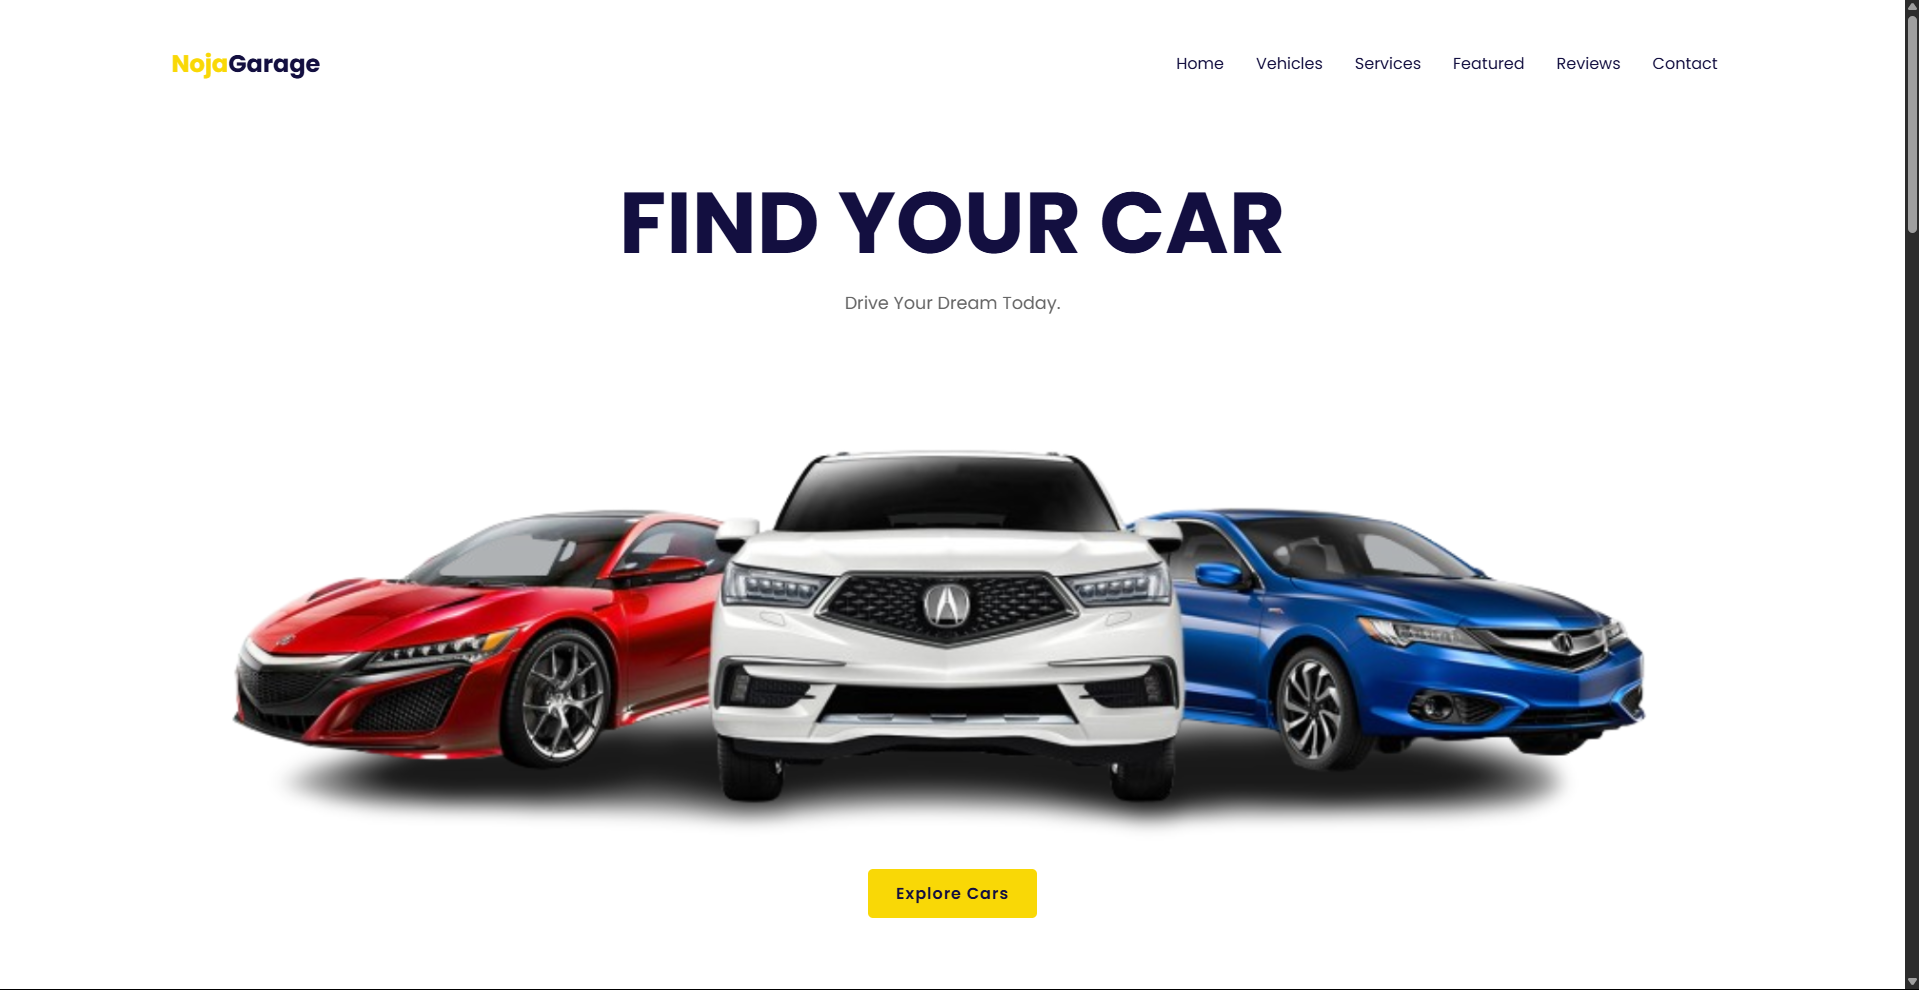 NojaGarage
Home Vehicles Services Featured Reviews Contact
FIND YOUR CAR
Drive Your Dream Today.
Explore Cars